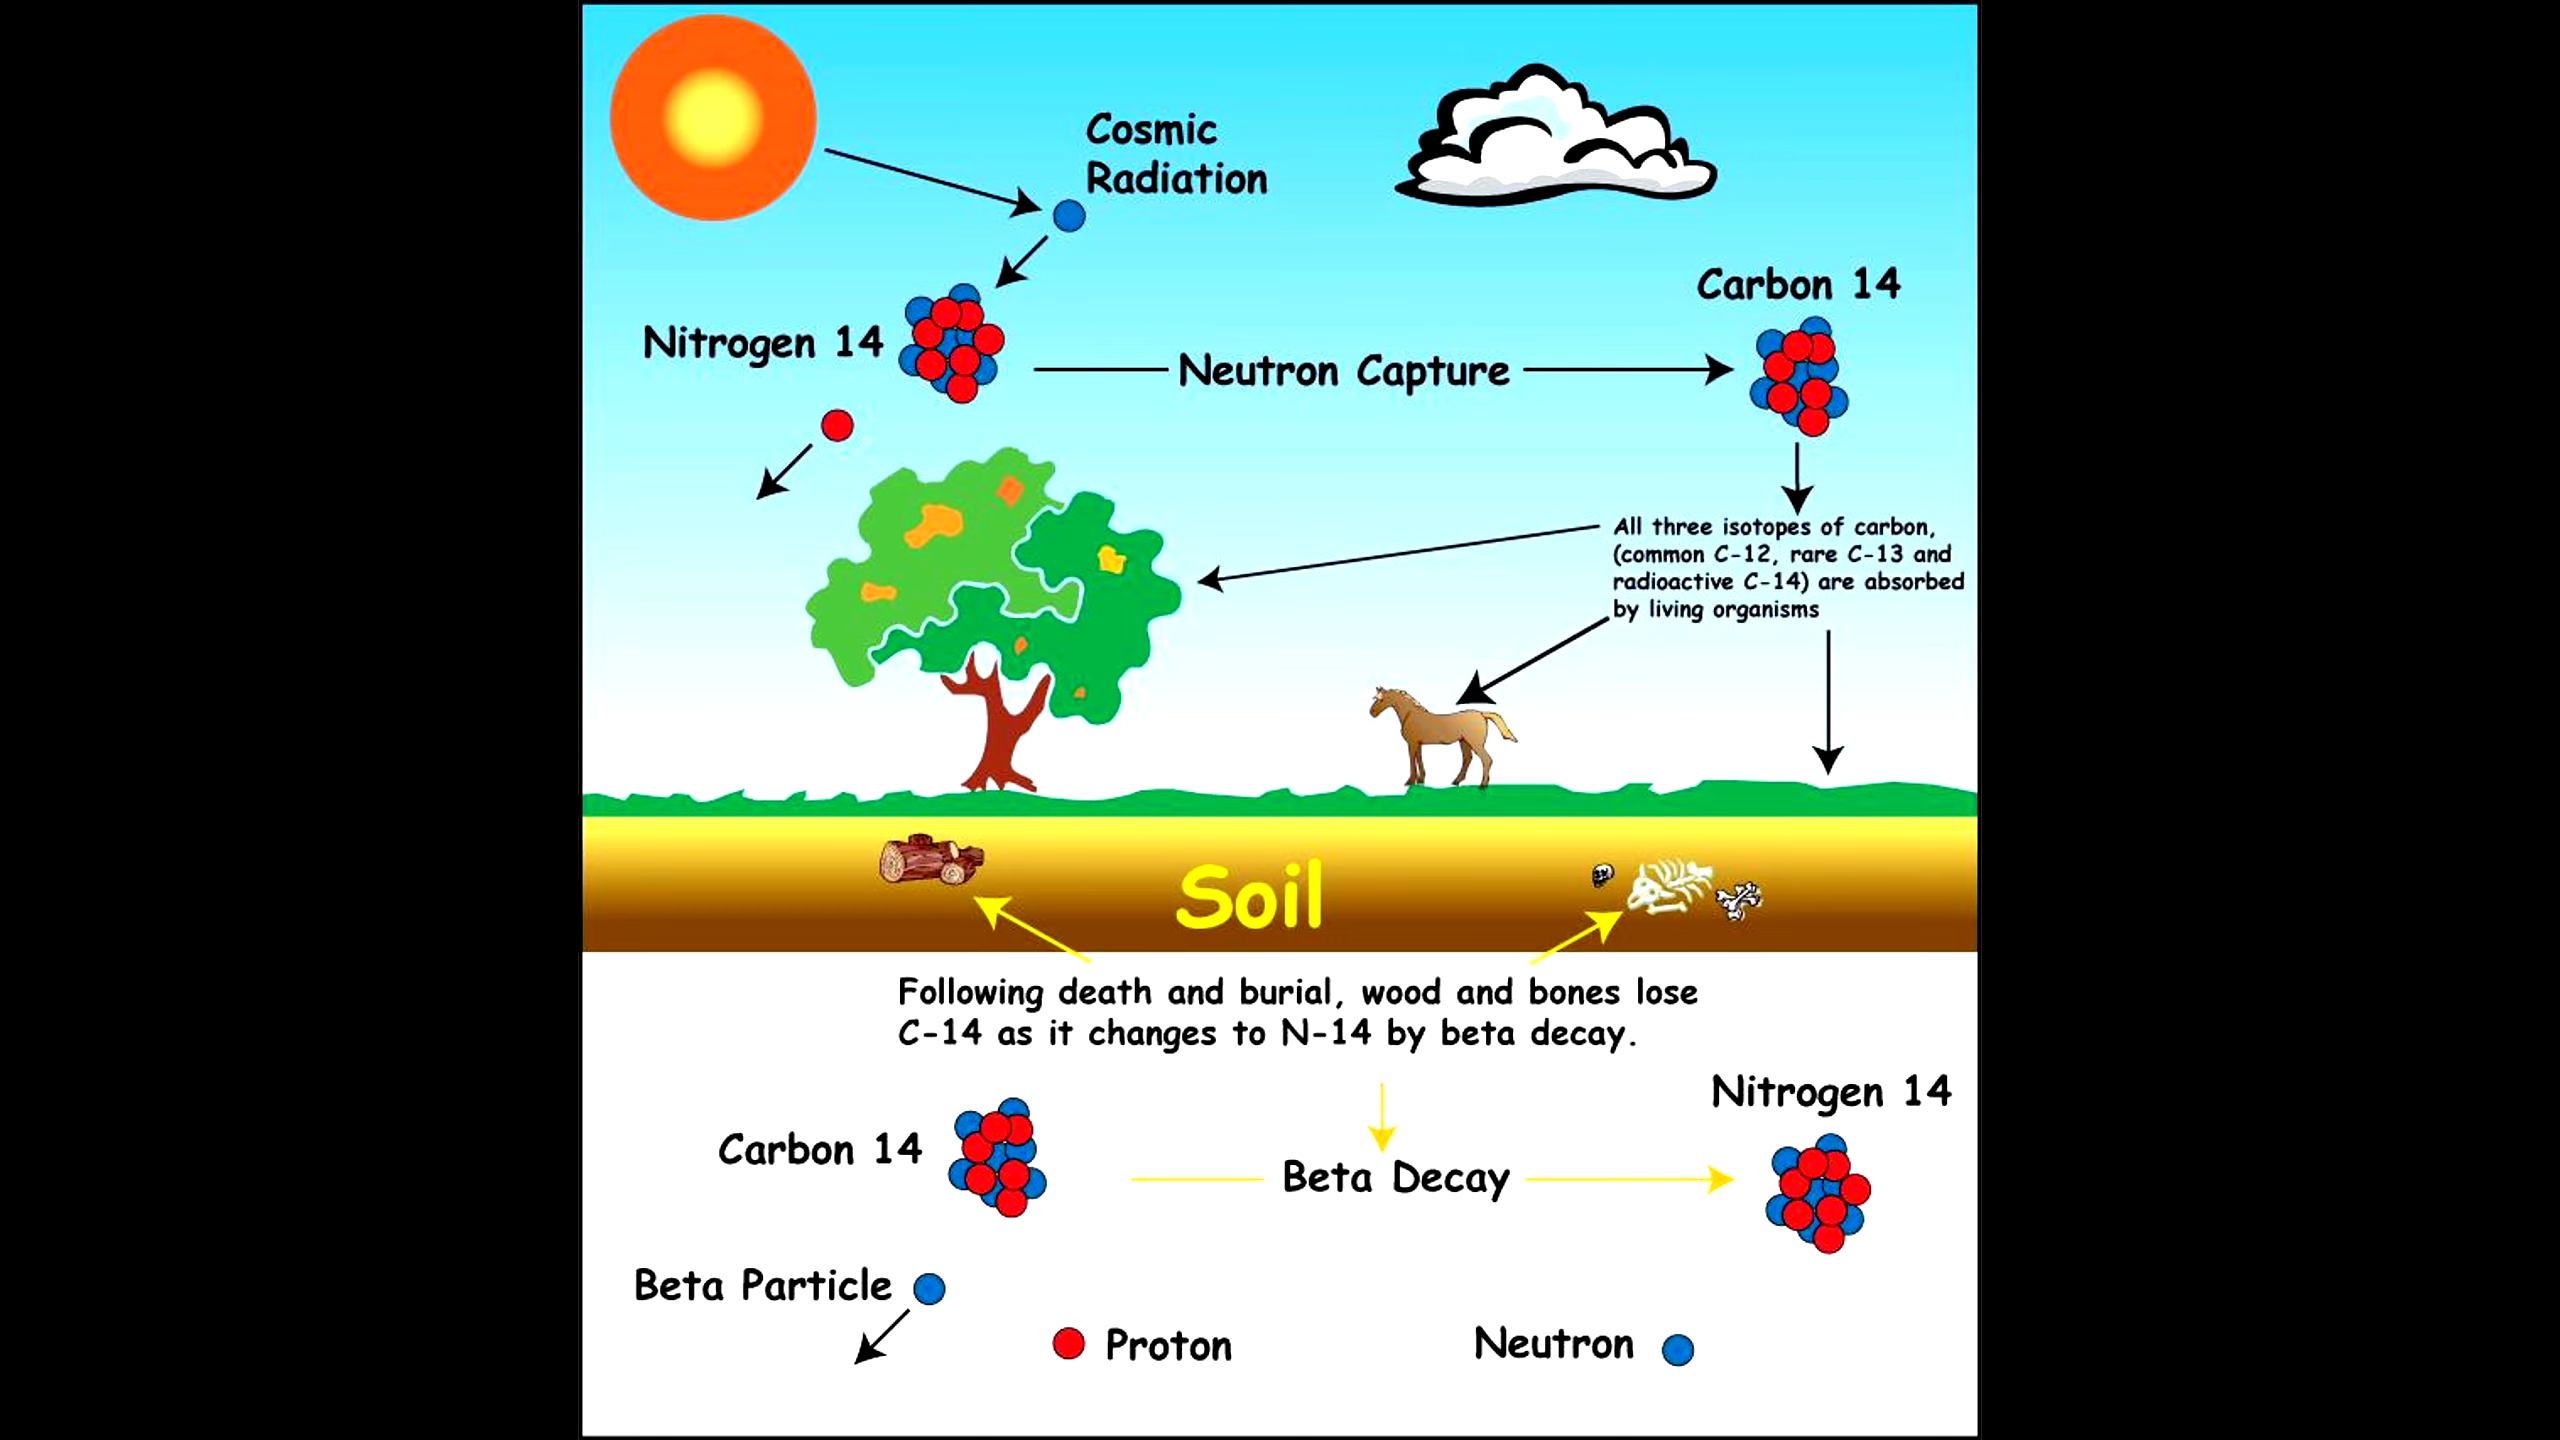 Cosmic
Radiation
Carbon 14
Nitrogen 14
Neutron Capture
All three isotopes of carbon,
(common C-12, rare C-13 and
radioactive C-14) are absorbed
by living organisms
Soil
Following death and burial, wood and bones lose
C-14 as it changes to N-14 by beta decay.
Nitrogen 14
Carbon 14
Beta Decay
Beta Particle
Proton
Neutron